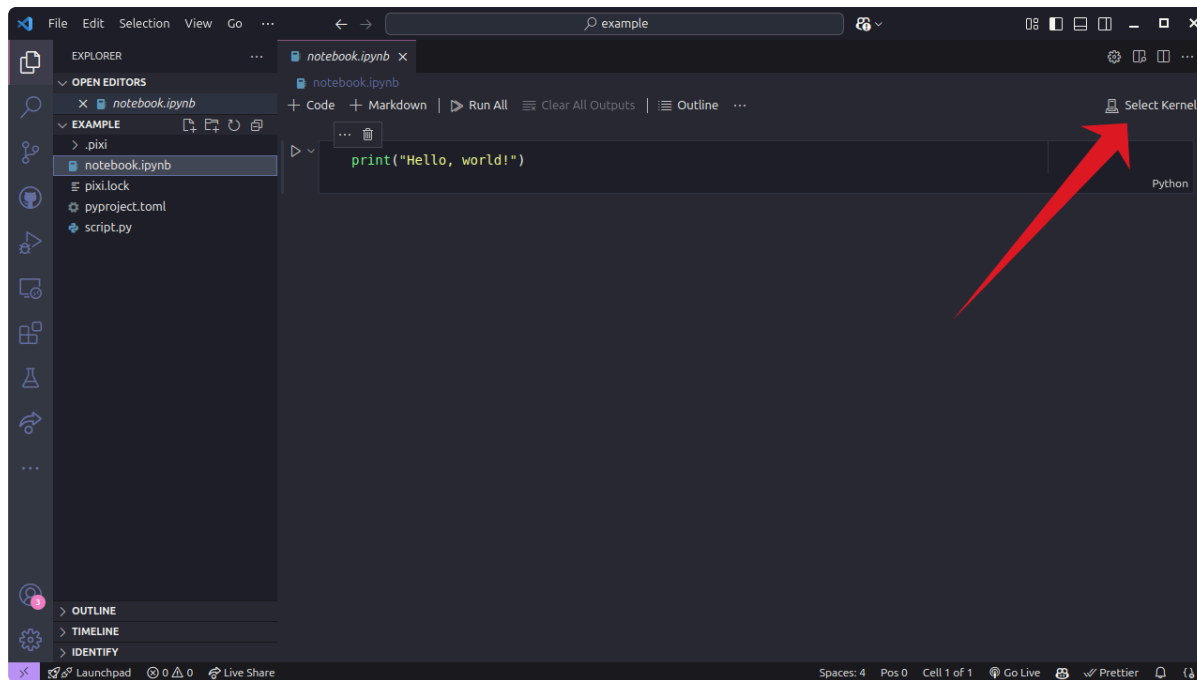 File Edit Selection View Go ··· example
EXPLORER ···
OPEN EDITORS
notebook.ipynb
EXAMPLE
.pixi
notebook.ipynb
pixi.lock
pyproject.toml
script.py
OUTLINE
TIMELINE
IDENTIFY
notebook.ipynb
notebook.ipynb
Code Markdown Run All Clear All Outputs Outline ··· Select Kernel
print("Hello, world!")
Python
3
Launchpad 0 0 Live Share Spaces: 4 Pos 0 Cell 1 of 1 Go Live Prettier